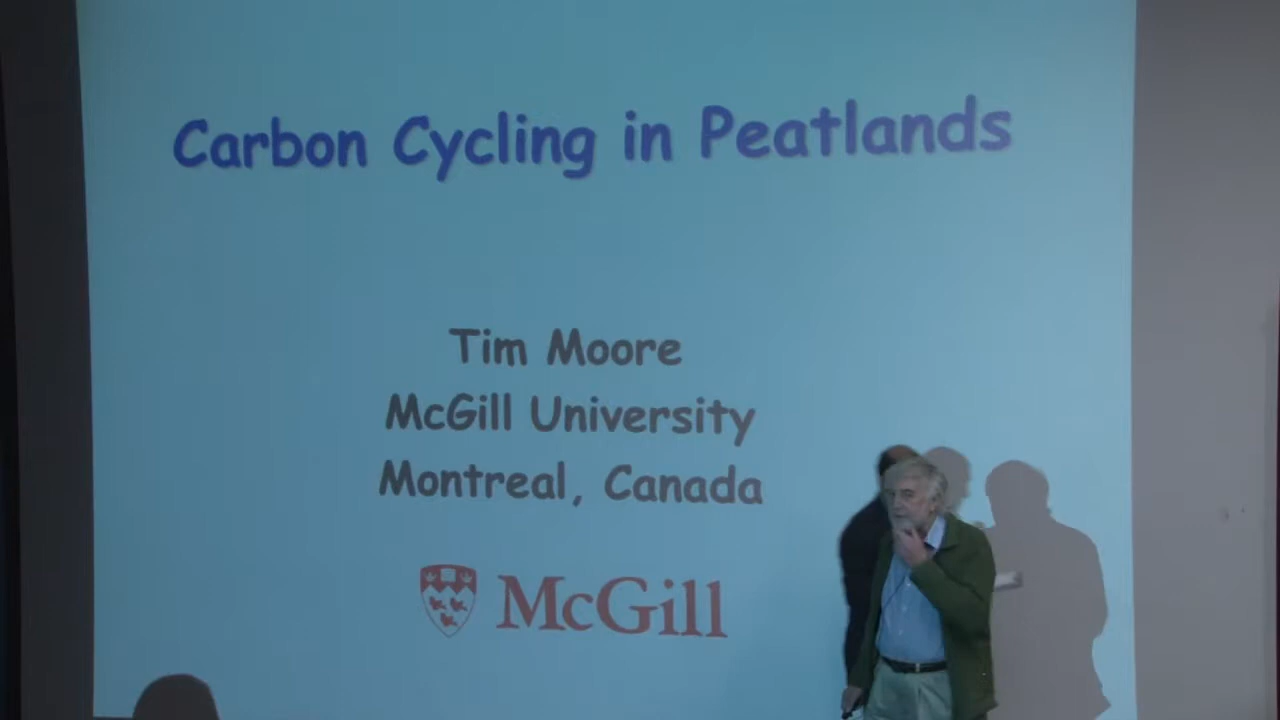 Carbon Cycling in Peatlands
Tim Moore
McGill University
Montreal, Canada
McGill